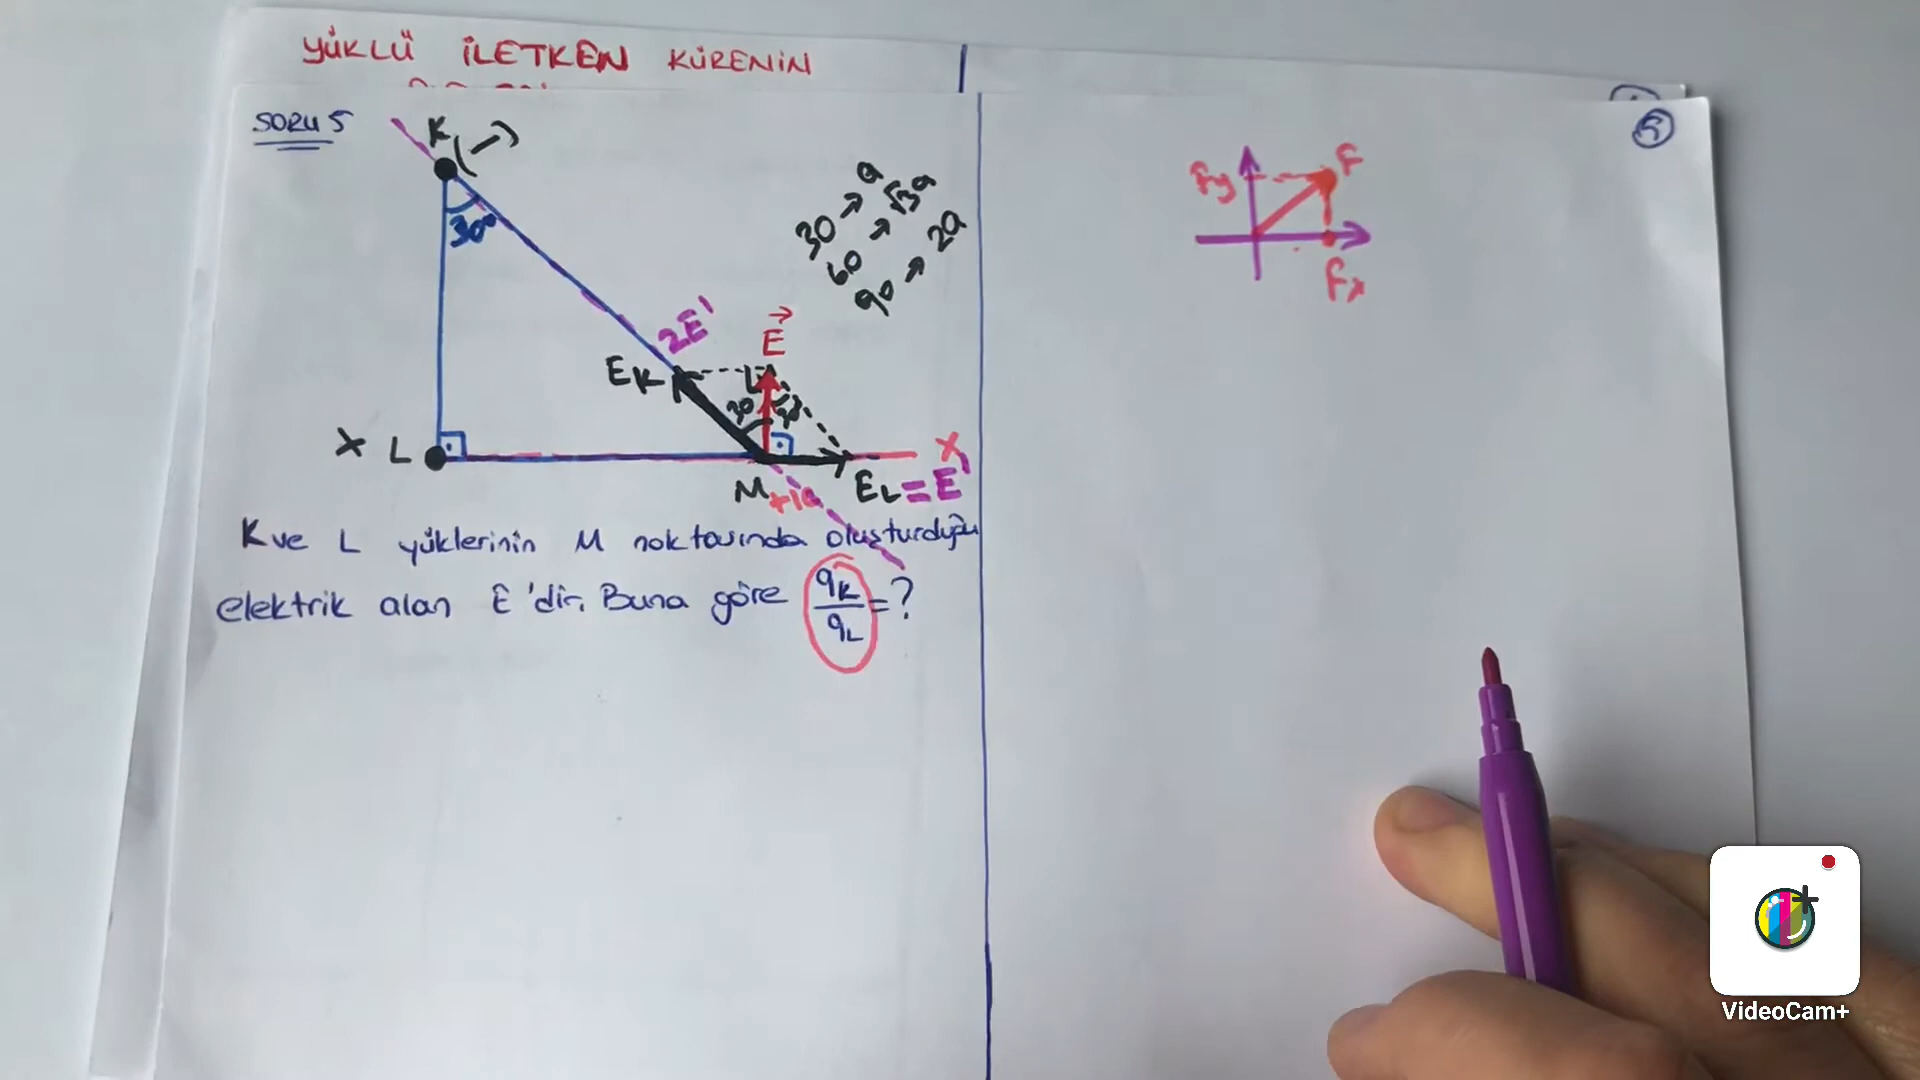 YÜKLÜ İLETKEN KÜRENİN
SORU 5
5
K (-)
30°
30 → a
60 → √3a
90 → 2a
Fy
F
Fx
2E'
E
EK
30
X L
X
M +1q
EL = E'
K ve L yüklerinin M noktasında oluşturduğu
elektrik alan E 'dir. Buna göre qK/qL = ?
VideoCam+